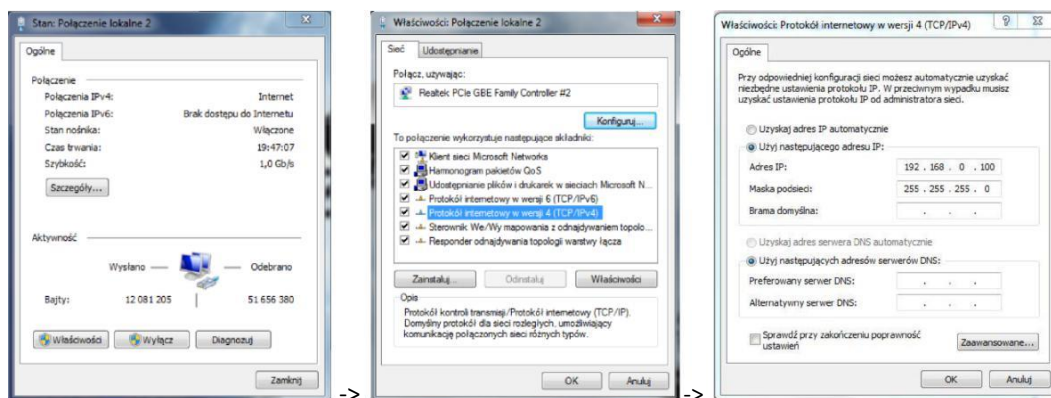 Stan: Połączenie lokalne 2
Ogólne
Połączenie
Połączenia IPv4: Internet
Połączenia IPv6: Brak dostępu do Internetu
Stan nośnika: Włączone
Czas trwania: 19:47:07
Szybkość: 1,0 Gb/s
Szczegóły...
Aktywność
Wysłano — — Odebrano
Bajty: 12 081 205 51 656 380
Właściwości Wyłącz Diagnozuj
Zamknij
->
Właściwości: Połączenie lokalne 2
Sieć Udostępnianie
Połącz, używając:
Realtek PCIe GBE Family Controller #2
Konfiguruj...
To połączenie wykorzystuje następujące składniki:
Klient sieci Microsoft Networks
Harmonogram pakietów QoS
Udostępnianie plików i drukarek w sieciach Microsoft N...
Protokół internetowy w wersji 6 (TCP/IPv6)
Protokół internetowy w wersji 4 (TCP/IPv4)
Sterownik We/Wy mapowania z odnajdywaniem topolo...
Responder odnajdywania topologii warstwy łącza
Zainstaluj... Odinstaluj Właściwości
Opis
Protokół kontroli transmisji/Protokół internetowy (TCP/IP).
Domyślny protokół dla sieci rozległych, umożliwiający
komunikację połączonych sieci różnych typów.
OK Anuluj
->
Właściwości: Protokół internetowy w wersji 4 (TCP/IPv4)
Ogólne
Przy odpowiedniej konfiguracji sieci możesz automatycznie uzyskać
niezbędne ustawienia protokołu IP. W przeciwnym wypadku musisz
uzyskać ustawienia protokołu IP od administratora sieci.
Uzyskaj adres IP automatycznie
Użyj następującego adresu IP:
Adres IP: 192 . 168 . 0 . 100
Maska podsieci: 255 . 255 . 255 . 0
Brama domyślna: . . .
Uzyskaj adres serwera DNS automatycznie
Użyj następujących adresów serwerów DNS:
Preferowany serwer DNS: . . .
Alternatywny serwer DNS: . . .
Sprawdź przy zakończeniu poprawność
ustawień
Zaawansowane...
OK Anuluj